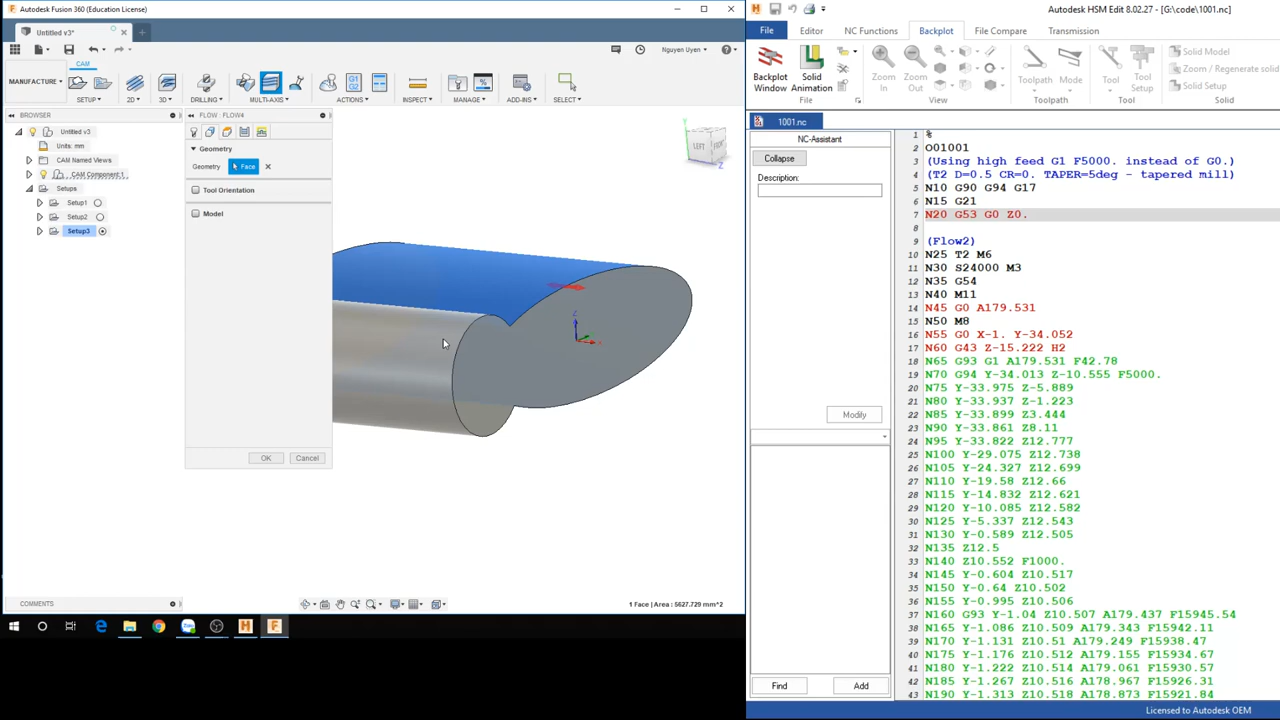 Autodesk Fusion 360 (Education License)
Untitled v3*
Nguyen Uyen
MANUFACTURE
CAM
SETUP
2D
3D
DRILLING
MULTI-AXIS
ACTIONS
INSPECT
MANAGE
ADD-INS
SELECT
G1
G2
BROWSER
Untitled v3
Units: mm
CAM Named Views
CAM Component:1
Setups
Setup1
Setup2
Setup3
FLOW : FLOW4
Geometry
Geometry
Face
Tool Orientation
Model
OK
Cancel
LEFT
COMMENTS
1 Face | Area : 5627.729 mm^2
Autodesk HSM Edit 8.02.27 - [G:\code\1001.nc]
File
Editor
NC Functions
Backplot
File Compare
Transmission
Backplot Window
Solid Animation
File
Zoom In
Zoom Out
View
Toolpath
Mode
Toolpath
Tool
Tool Setup
Tool
Solid Model
Zoom / Regenerate solid
Solid Setup
Solid
1001.nc
NC-Assistant
Collapse
Description:
Modify
Find
Add
1 %
2 O01001
3 (Using high feed G1 F5000. instead of G0.)
4 (T2 D=0.5 CR=0. TAPER=5deg - tapered mill)
5 N10 G90 G94 G17
6 N15 G21
7 N20 G53 G0 Z0.
8
9 (Flow2)
10 N25 T2 M6
11 N30 S24000 M3
12 N35 G54
13 N40 M11
14 N45 G0 A179.531
15 N50 M8
16 N55 G0 X-1. Y-34.052
17 N60 G43 Z-15.222 H2
18 N65 G93 G1 A179.531 F42.78
19 N70 G94 Y-34.013 Z-10.555 F5000.
20 N75 Y-33.975 Z-5.889
21 N80 Y-33.937 Z-1.223
22 N85 Y-33.899 Z3.444
23 N90 Y-33.861 Z8.11
24 N95 Y-33.822 Z12.777
25 N100 Y-29.075 Z12.738
26 N105 Y-24.327 Z12.699
27 N110 Y-19.58 Z12.66
28 N115 Y-14.832 Z12.621
29 N120 Y-10.085 Z12.582
30 N125 Y-5.337 Z12.543
31 N130 Y-0.589 Z12.505
32 N135 Z12.5
33 N140 Z10.552 F1000.
34 N145 Y-0.604 Z10.517
35 N150 Y-0.64 Z10.502
36 N155 Y-0.995 Z10.506
37 N160 G93 Y-1.04 Z10.507 A179.437 F15945.54
38 N165 Y-1.086 Z10.509 A179.343 F15942.11
39 N170 Y-1.131 Z10.51 A179.249 F15938.47
40 N175 Y-1.176 Z10.512 A179.155 F15934.67
41 N180 Y-1.222 Z10.514 A179.061 F15930.57
42 N185 Y-1.267 Z10.516 A178.967 F15926.31
43 N190 Y-1.313 Z10.518 A178.873 F15921.84
Licensed to Autodesk OEM